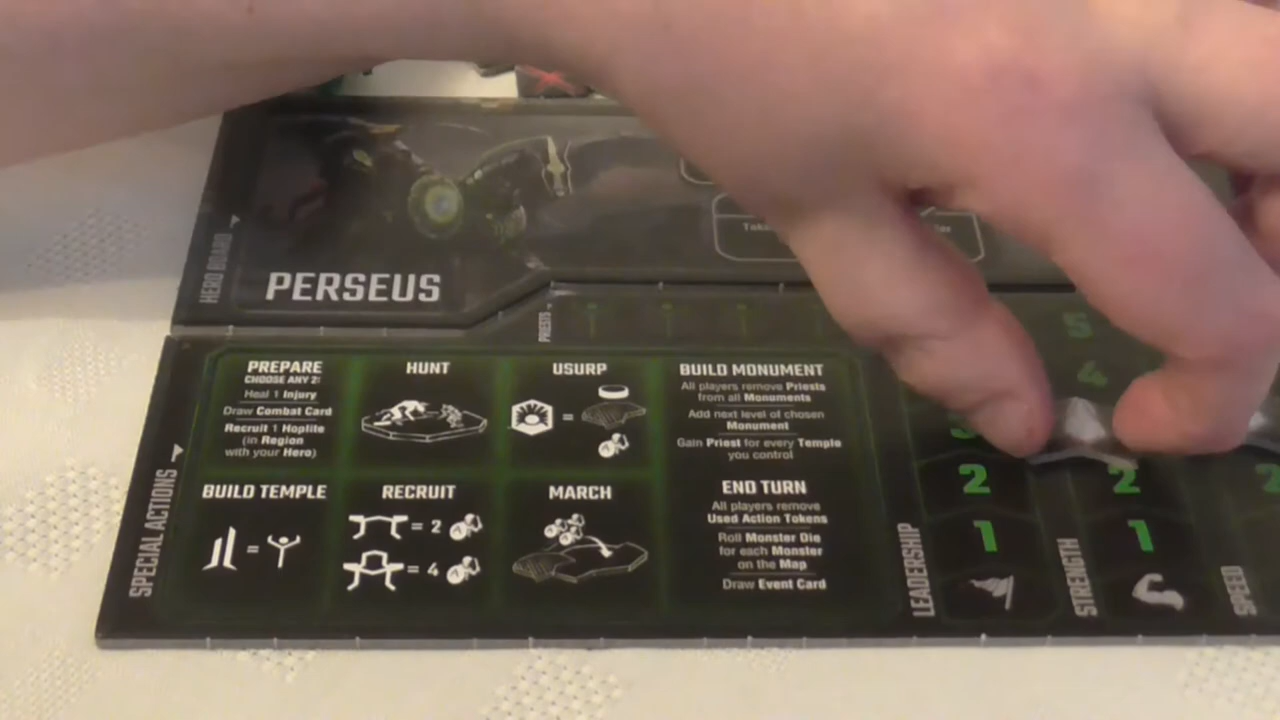 HERO BOARD
PERSEUS
PRIESTS
SPECIAL ACTIONS
PREPARE
CHOOSE ANY 2:
Heal 1 Injury
Draw Combat Card
Recruit 1 Hoplite
(in Region
with your Hero)
HUNT
USURP
=
BUILD MONUMENT
All players remove Priests
from all Monuments
Add next level of chosen
Monument
Gain Priest for every Temple
you control
BUILD TEMPLE
=
RECRUIT
= 2
= 4
MARCH
END TURN
All players remove
Used Action Tokens
Roll Monster Die
for each Monster
on the Map
Draw Event Card
LEADERSHIP
2
1
STRENGTH
5
4
2
1
SPEED
2